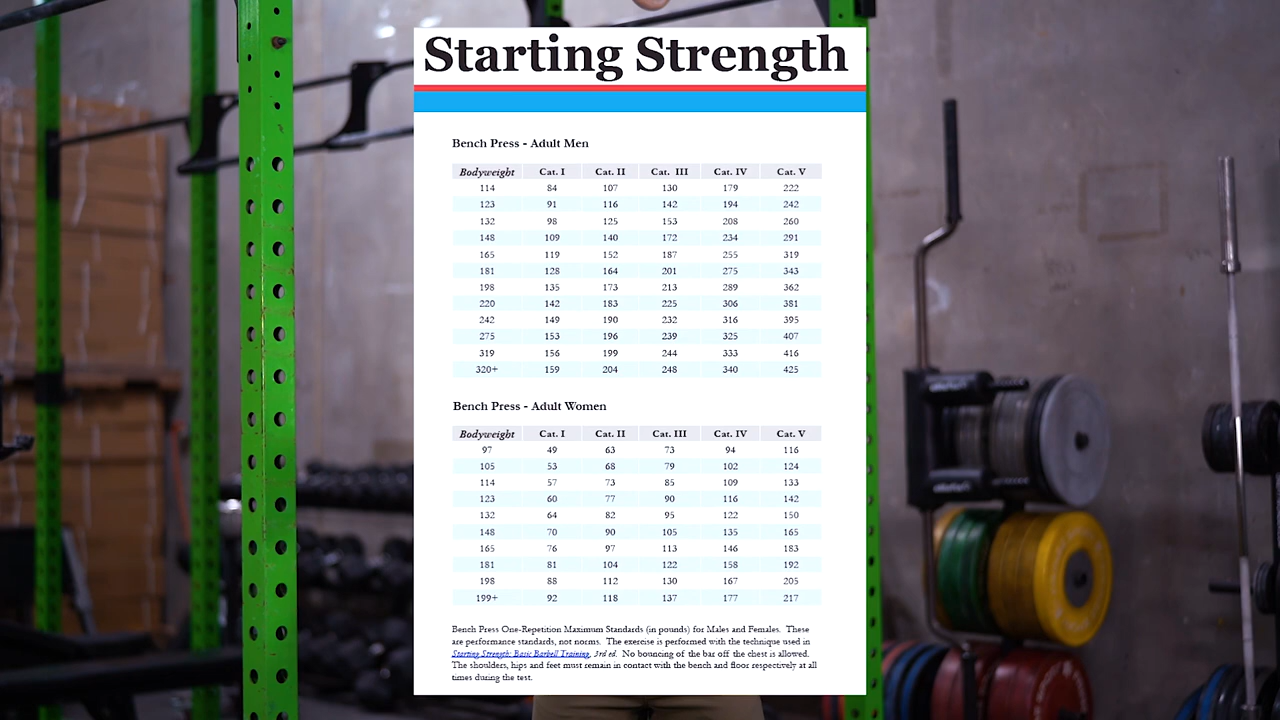 Starting Strength
Bench Press - Adult Men
Bodyweight Cat. I Cat. II Cat. III Cat. IV Cat. V
114 84 107 130 179 222
123 91 116 142 194 242
132 98 125 153 208 260
148 109 140 172 234 291
165 119 152 187 255 319
181 128 164 201 275 343
198 135 173 213 289 362
220 142 183 225 306 381
242 149 190 232 316 395
275 153 196 239 325 407
319 156 199 244 333 416
320+ 159 204 248 340 425
Bench Press - Adult Women
Bodyweight Cat. I Cat. II Cat. III Cat. IV Cat. V
97 49 63 73 94 116
105 53 68 79 102 124
114 57 73 85 109 133
123 60 77 90 116 142
132 64 82 95 122 150
148 70 90 105 135 165
165 76 97 113 146 183
181 81 104 122 158 192
198 88 112 130 167 205
199+ 92 118 137 177 217
Bench Press One-Repetition Maximum Standards (in pounds) for Males and Females. These
are performance standards, not norms. The exercise is performed with the technique used in
Starting Strength: Basic Barbell Training, 3rd ed. No bouncing of the bar off the chest is allowed.
The shoulders, hips and feet must remain in contact with the bench and floor respectively at all
times during the test.